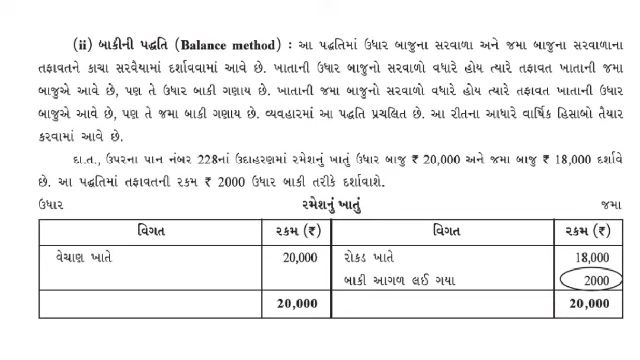 (ii) બાકીની પદ્ધતિ (Balance method) : આ પદ્ધતિમાં ઉધાર બાજુના સરવાળા અને જમા બાજુના સરવાળાના
તફાવતને કાચા સરવૈયામાં દર્શાવવામાં આવે છે. ખાતાની ઉધાર બાજુનો સરવાળો વધારે હોય ત્યારે તફાવત ખાતાની જમા
બાજુએ આવે છે, પણ તે ઉધાર બાકી ગણાય છે. ખાતાની જમા બાજુનો સરવાળો વધારે હોય ત્યારે તફાવત ખાતાની ઉધાર
બાજુએ આવે છે, પણ તે જમા બાકી ગણાય છે. વ્યવહારમાં આ પદ્ધતિ પ્રચલિત છે. આ રીતના આધારે વાર્ષિક હિસાબો તૈયાર
કરવામાં આવે છે.
દા.ત., ઉપરના પાન નંબર 228નાં ઉદાહરણમાં રમેશનું ખાતું ઉધાર બાજુ ₹ 20,000 અને જમા બાજુ ₹ 18,000 દર્શાવે
છે. આ પદ્ધતિમાં તફાવતની રકમ ₹ 2000 ઉધાર બાકી તરીકે દર્શાવાશે.
ઉધાર રમેશનું ખાતું જમા
વિગત રકમ (₹) વિગત રકમ (₹)
વેચાણ ખાતે 20,000 રોકડ ખાતે 18,000
બાકી આગળ લઈ ગયા 2000
20,000 20,000